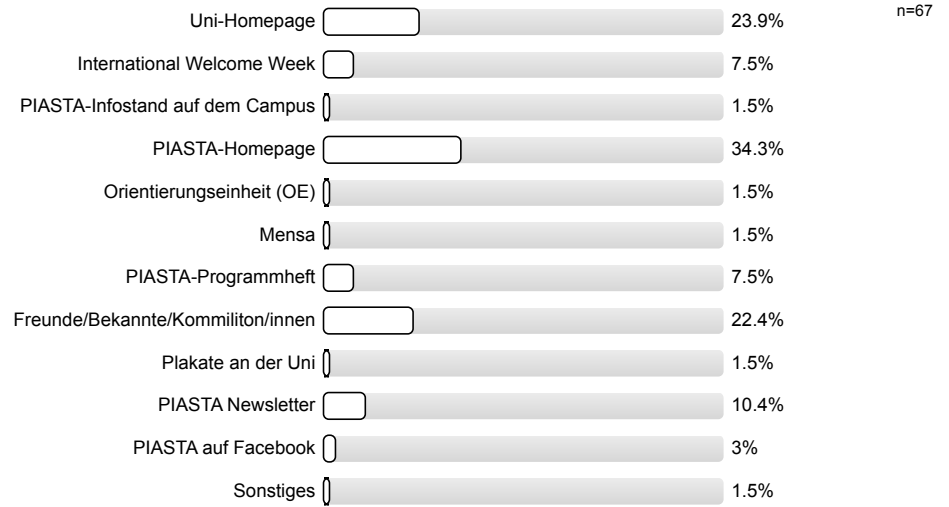 n=67
Uni-Homepage 23.9%
International Welcome Week 7.5%
PIASTA-Infostand auf dem Campus 1.5%
PIASTA-Homepage 34.3%
Orientierungseinheit (OE) 1.5%
Mensa 1.5%
PIASTA-Programmheft 7.5%
Freunde/Bekannte/Kommiliton/innen 22.4%
Plakate an der Uni 1.5%
PIASTA Newsletter 10.4%
PIASTA auf Facebook 3%
Sonstiges 1.5%